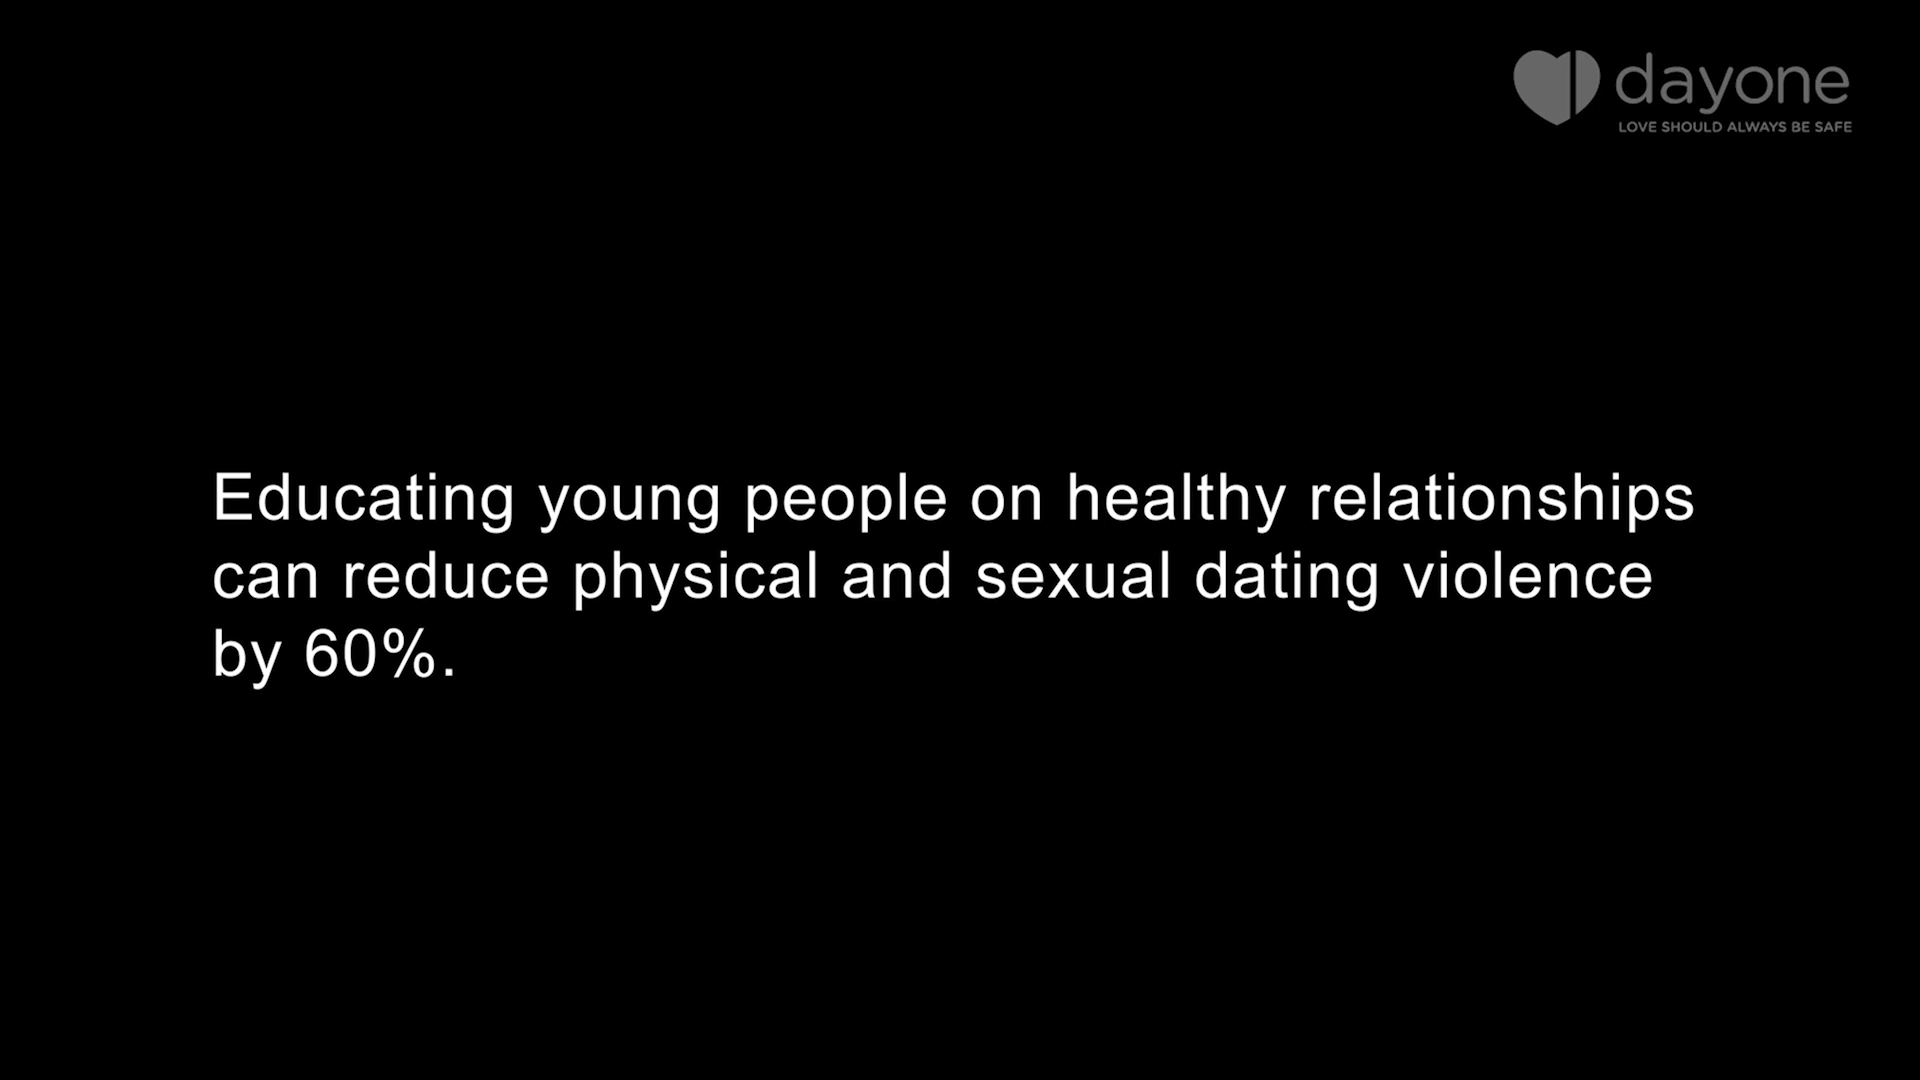 dayone
LOVE SHOULD ALWAYS BE SAFE
Educating young people on healthy relationships
can reduce physical and sexual dating violence
by 60%.